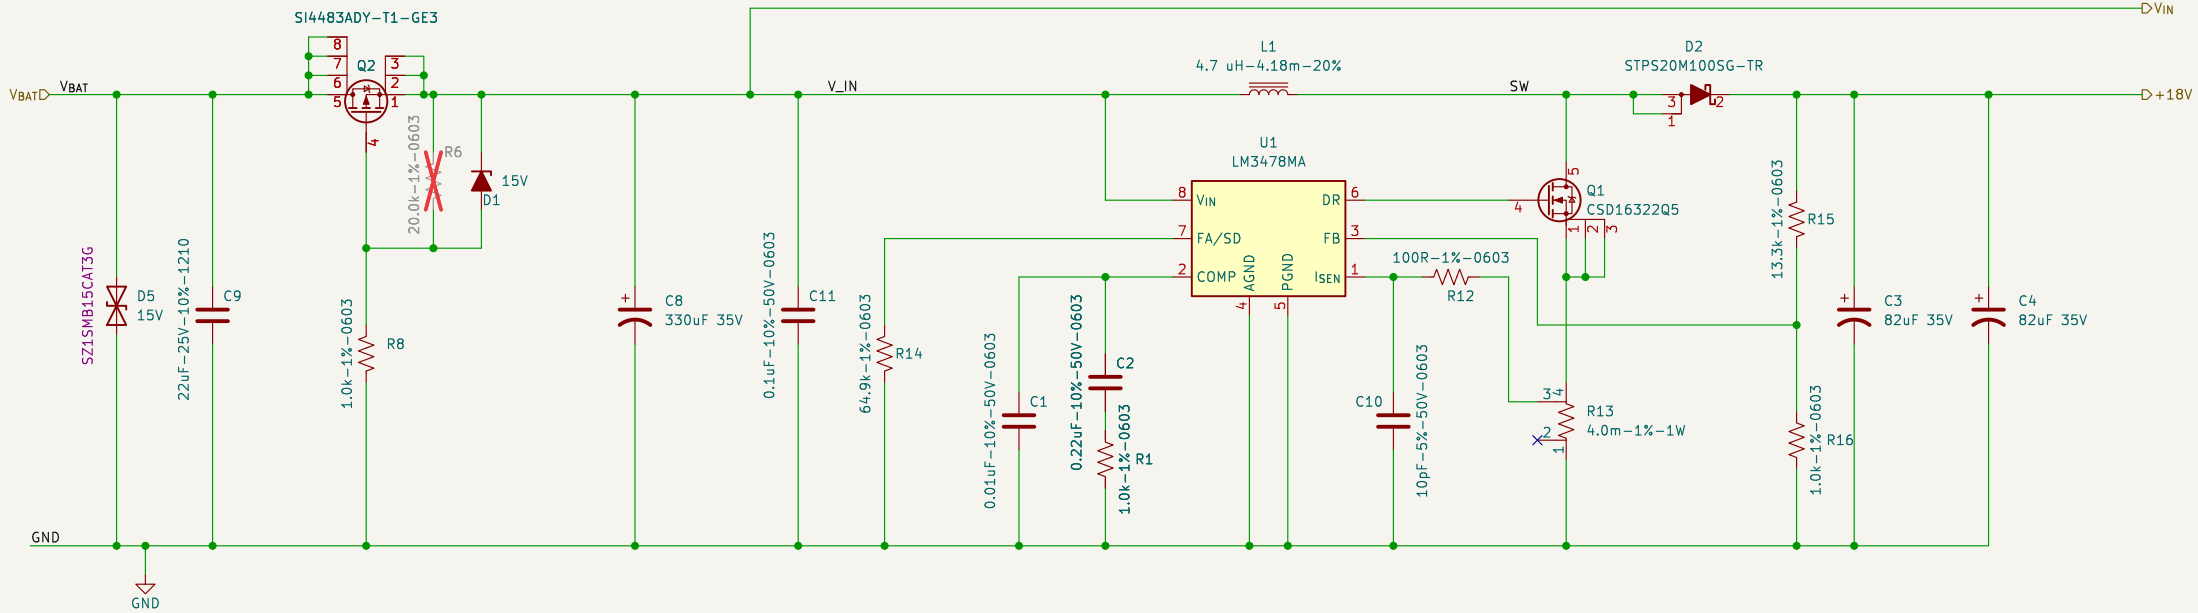 SI4483ADY-T1-GE3
VIN
8
7
6
5
Q2
3
2
1
4
VBAT
VBAT
V_IN
L1
4.7 uH-4.18m-20%
SW
D2
STPS20M100SG-TR
3
1
2
+18V
20.0k-1%-0603
R6
15V
D1
U1
LM3478MA
8
VIN
7
FA/SD
2
COMP
AGND
4
PGND
5
DR
6
FB
3
ISEN
1
5
4
Q1
CSD16322Q5
1
2
3
100R-1%-0603
R12
13.3k-1%-0603
R15
SZ1SMB15CAT3G
D5
15V
22uF-25V-10%-1210
C9
1.0k-1%-0603
R8
C8
330uF 35V
0.1uF-10%-50V-0603
C11
64.9k-1%-0603
R14
0.01uF-10%-50V-0603
C1
0.22uF-10%-50V-0603
C2
1.0k-1%-0603
R1
C10
10pF-5%-50V-0603
3
4
2
1
R13
4.0m-1%-1W
1.0k-1%-0603
R16
C3
82uF 35V
C4
82uF 35V
GND
GND